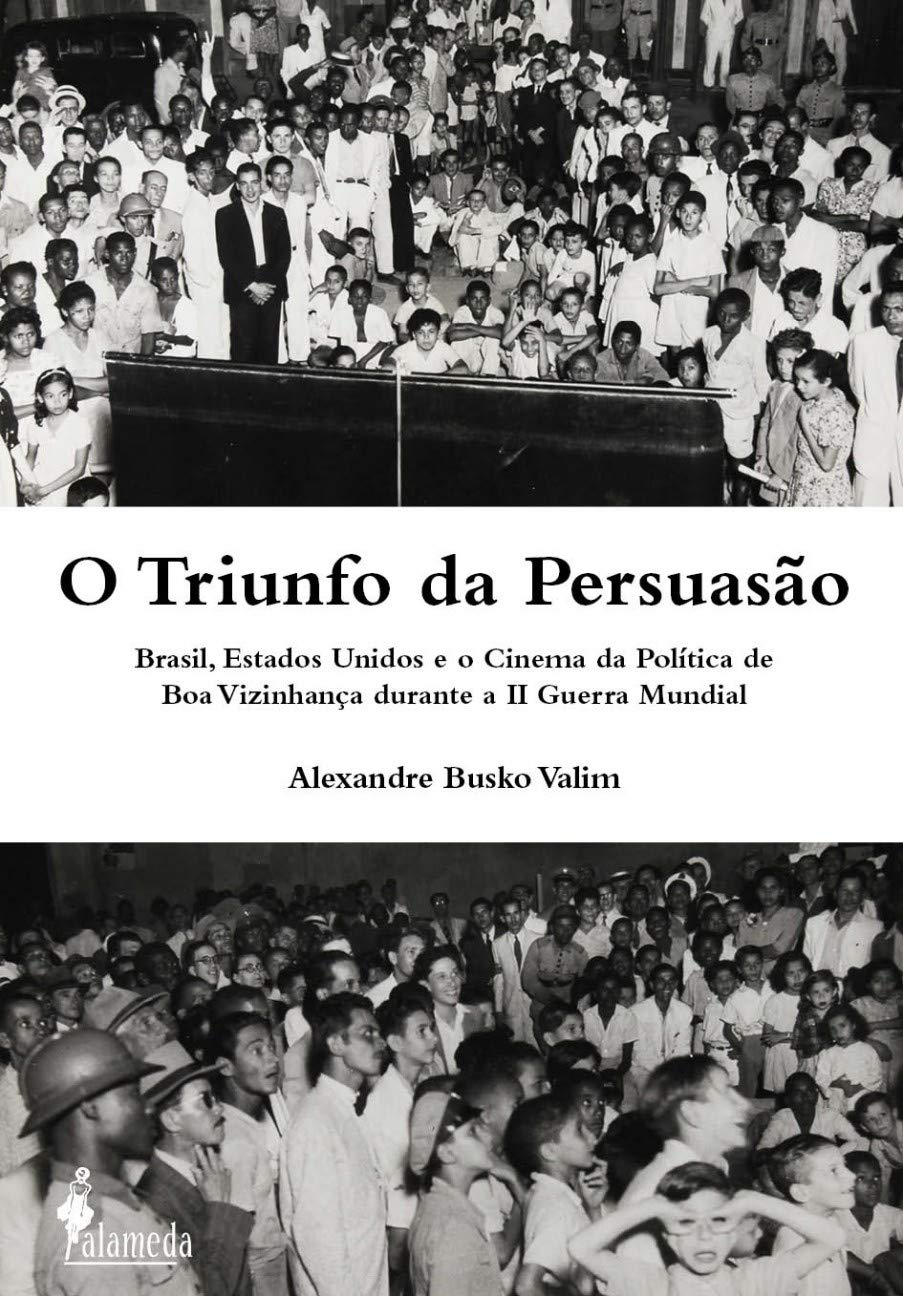 O Triunfo da Persuasão
Brasil, Estados Unidos e o Cinema da Política de
Boa Vizinhança durante a II Guerra Mundial
Alexandre Busko Valim
alameda